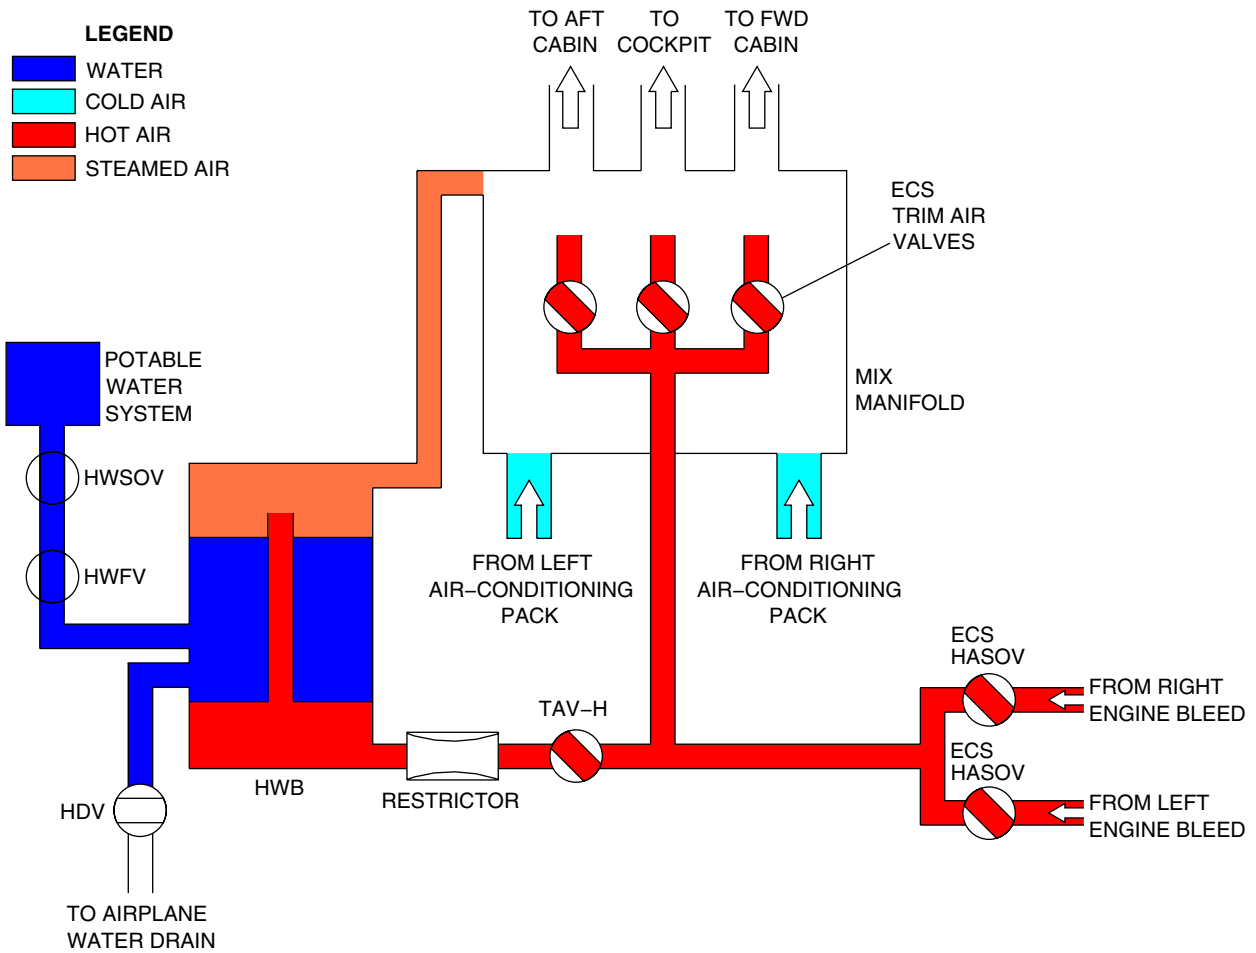 LEGEND
WATER
COLD AIR
HOT AIR
STEAMED AIR
TO AFT
CABIN
TO
COCKPIT
TO FWD
CABIN
ECS
TRIM AIR
VALVES
MIX
MANIFOLD
POTABLE
WATER
SYSTEM
HWSOV
HWFV
FROM LEFT
AIR−CONDITIONING
PACK
FROM RIGHT
AIR−CONDITIONING
PACK
ECS
HASOV
FROM RIGHT
ENGINE BLEED
ECS
HASOV
FROM LEFT
ENGINE BLEED
TAV−H
RESTRICTOR
HWB
HDV
TO AIRPLANE
WATER DRAIN